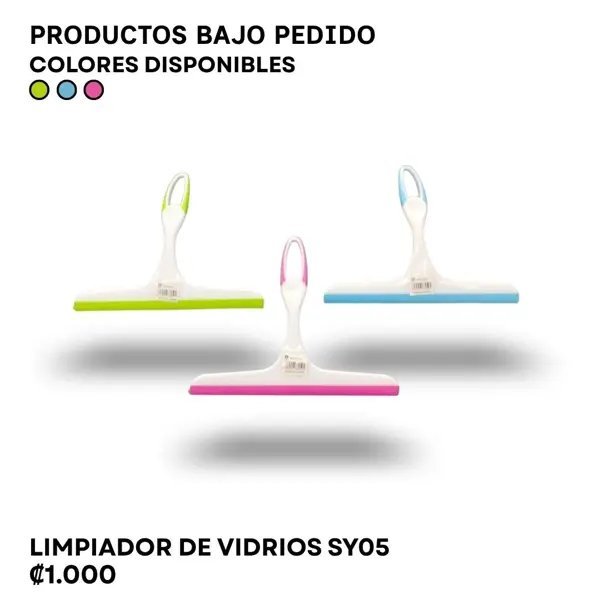 PRODUCTOS BAJO PEDIDO
COLORES DISPONIBLES
LIMPIADOR DE VIDRIOS SY05
₡1.000